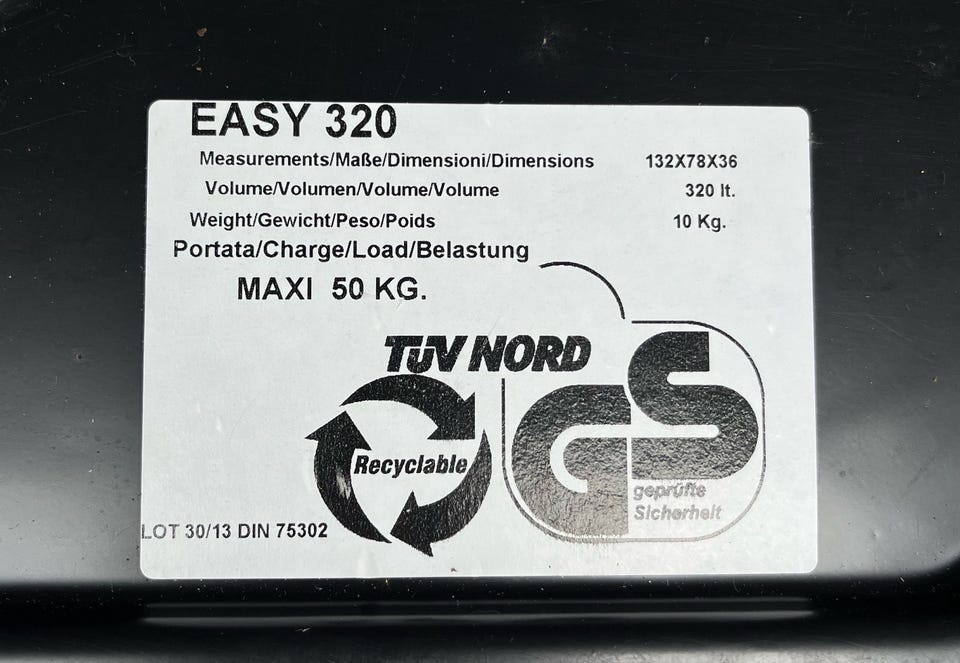 EASY 320
Measurements/Maße/Dimensioni/Dimensions 132X78X36
Volume/Volumen/Volume/Volume 320 lt.
Weight/Gewicht/Peso/Poids 10 Kg.
Portata/Charge/Load/Belastung
MAXI 50 KG.
TÜV NORD
GS
Recyclable
geprüfte
Sicherheit
LOT 30/13 DIN 75302